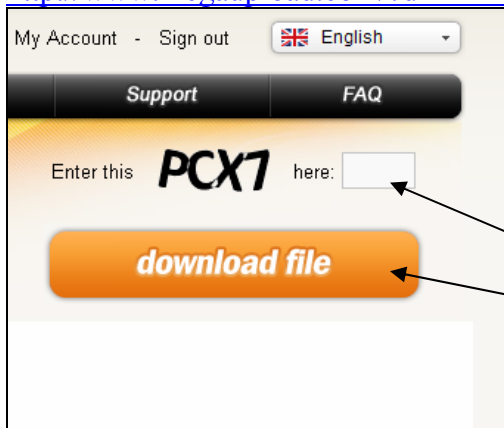 My Account - Sign out English
Support FAQ
Enter this PCX7 here:
download file